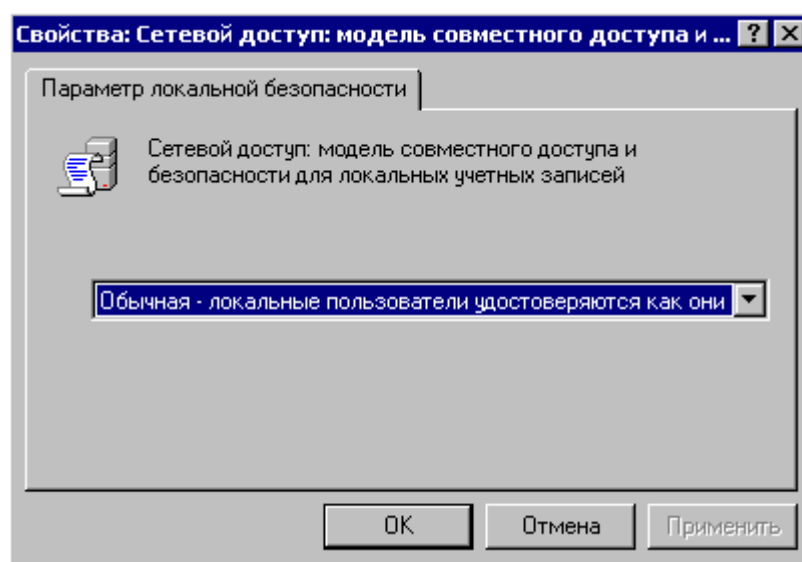 Свойства: Сетевой доступ: модель совместного доступа и ...
Параметр локальной безопасности
Сетевой доступ: модель совместного доступа и
безопасности для локальных учетных записей
Обычная - локальные пользователи удостоверяются как они
ОК
Отмена
Применить